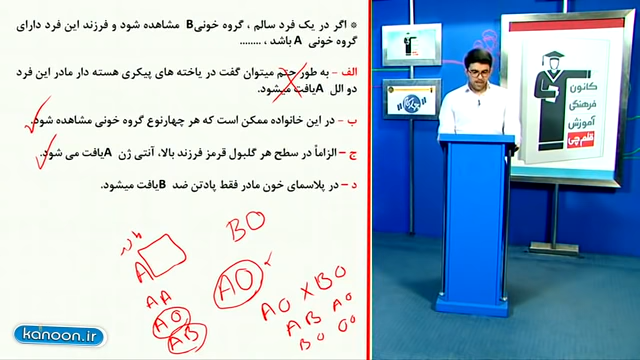 * اگر در یک فرد سالم ، گروه خونی B مشاهده شود و فرزند این فرد دارای
گروه خونی A باشد ، ........
الف – به طور حتم میتوان گفت در یاخته های پیکری هسته دار مادر این فرد
دو الل A یافت میشود.
ب – در این خانواده ممکن است که هر چهارنوع گروه خونی مشاهده شود.
ج – الزاماً در سطح هر گلبول قرمز فرزند بالا، آنتی ژن A یافت می شود.
د – در پلاسمای خون مادر فقط پادتن ضد B یافت میشود.
BO
A
AO
AA
AO
AB
AO × BO
AB AO
BO OO
kanoon.ir
کانون
فرهنگی
آموزش
قلم‌چی